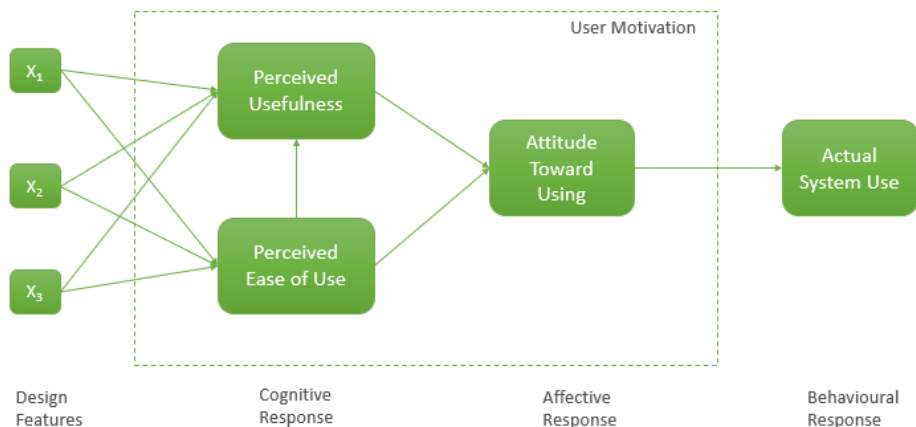 User Motivation
X1
Perceived
Usefulness
Attitude
Toward
Using
Actual
System Use
X2
Perceived
Ease of Use
X3
Design
Features
Cognitive
Response
Affective
Response
Behavioural
Response